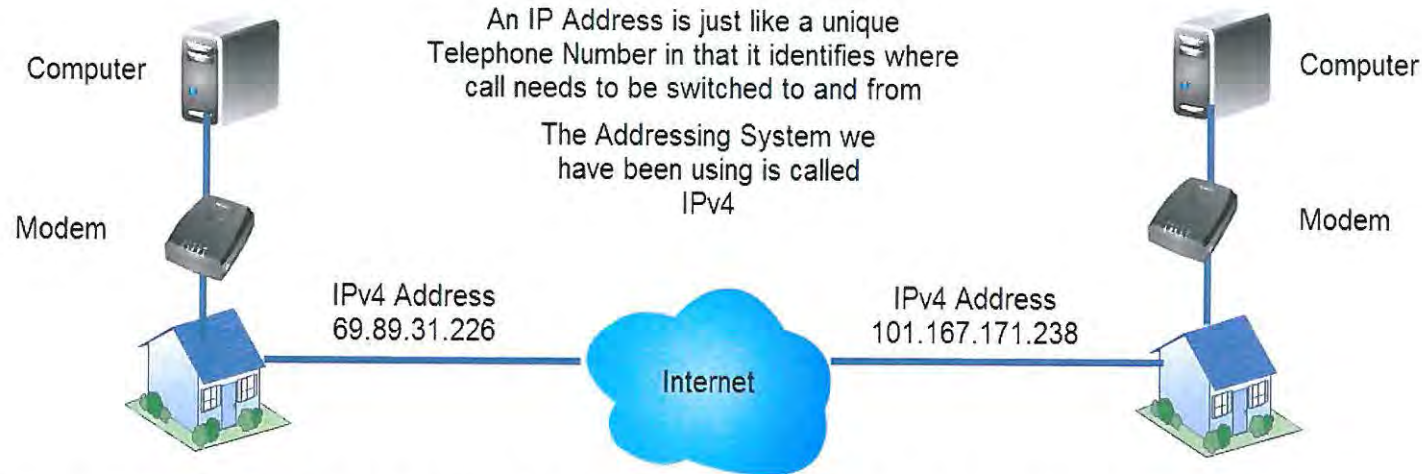 An IP Address is just like a unique
Telephone Number in that it identifies where
call needs to be switched to and from
The Addressing System we
have been using is called
IPv4
Computer
Computer
Modem
Modem
IPv4 Address
69.89.31.226
IPv4 Address
101.167.171.238
Internet